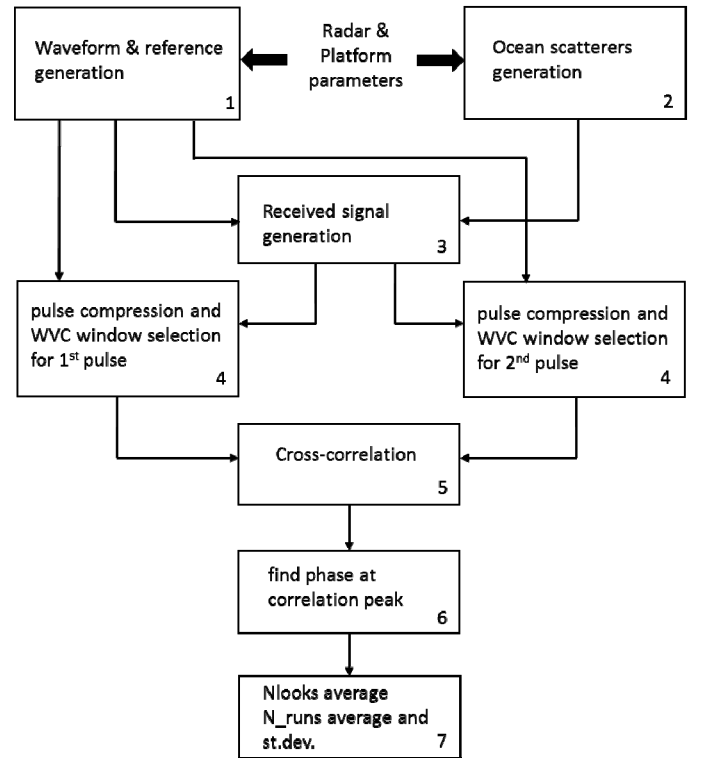 Waveform & reference
generation
1
Radar &
Platform
parameters
Ocean scatterers
generation
2
Received signal
generation
3
pulse compression and
WVC window selection
for 1st pulse
4
pulse compression and
WVC window selection
for 2nd pulse
4
Cross-correlation
5
find phase at
correlation peak
6
Nlooks average
N_runs average and
st.dev.
7